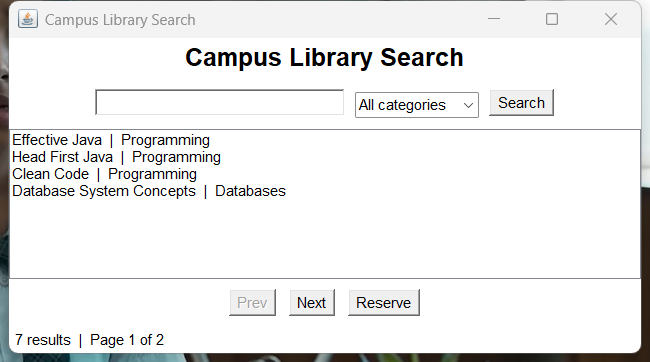 Campus Library Search
Campus Library Search
All categories Search
Effective Java | Programming
Head First Java | Programming
Clean Code | Programming
Database System Concepts | Databases
Prev Next Reserve
7 results | Page 1 of 2